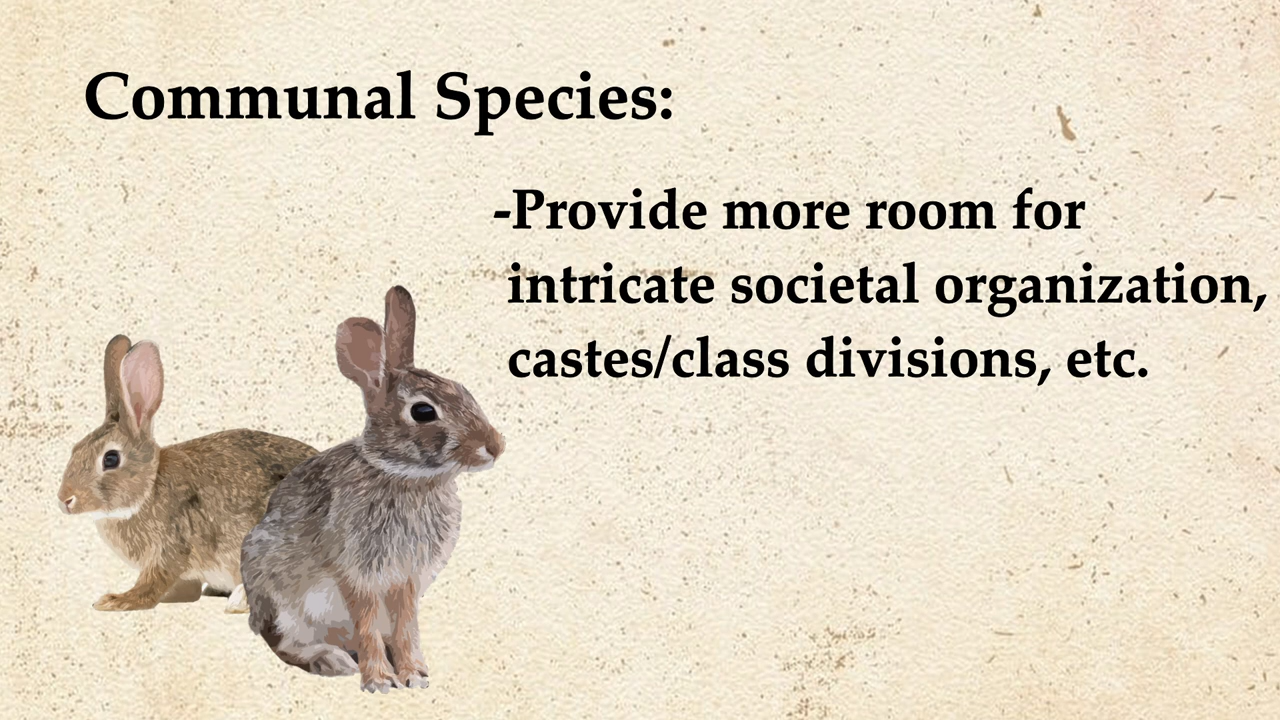 Communal Species:
-Provide more room for
intricate societal organization,
castes/class divisions, etc.